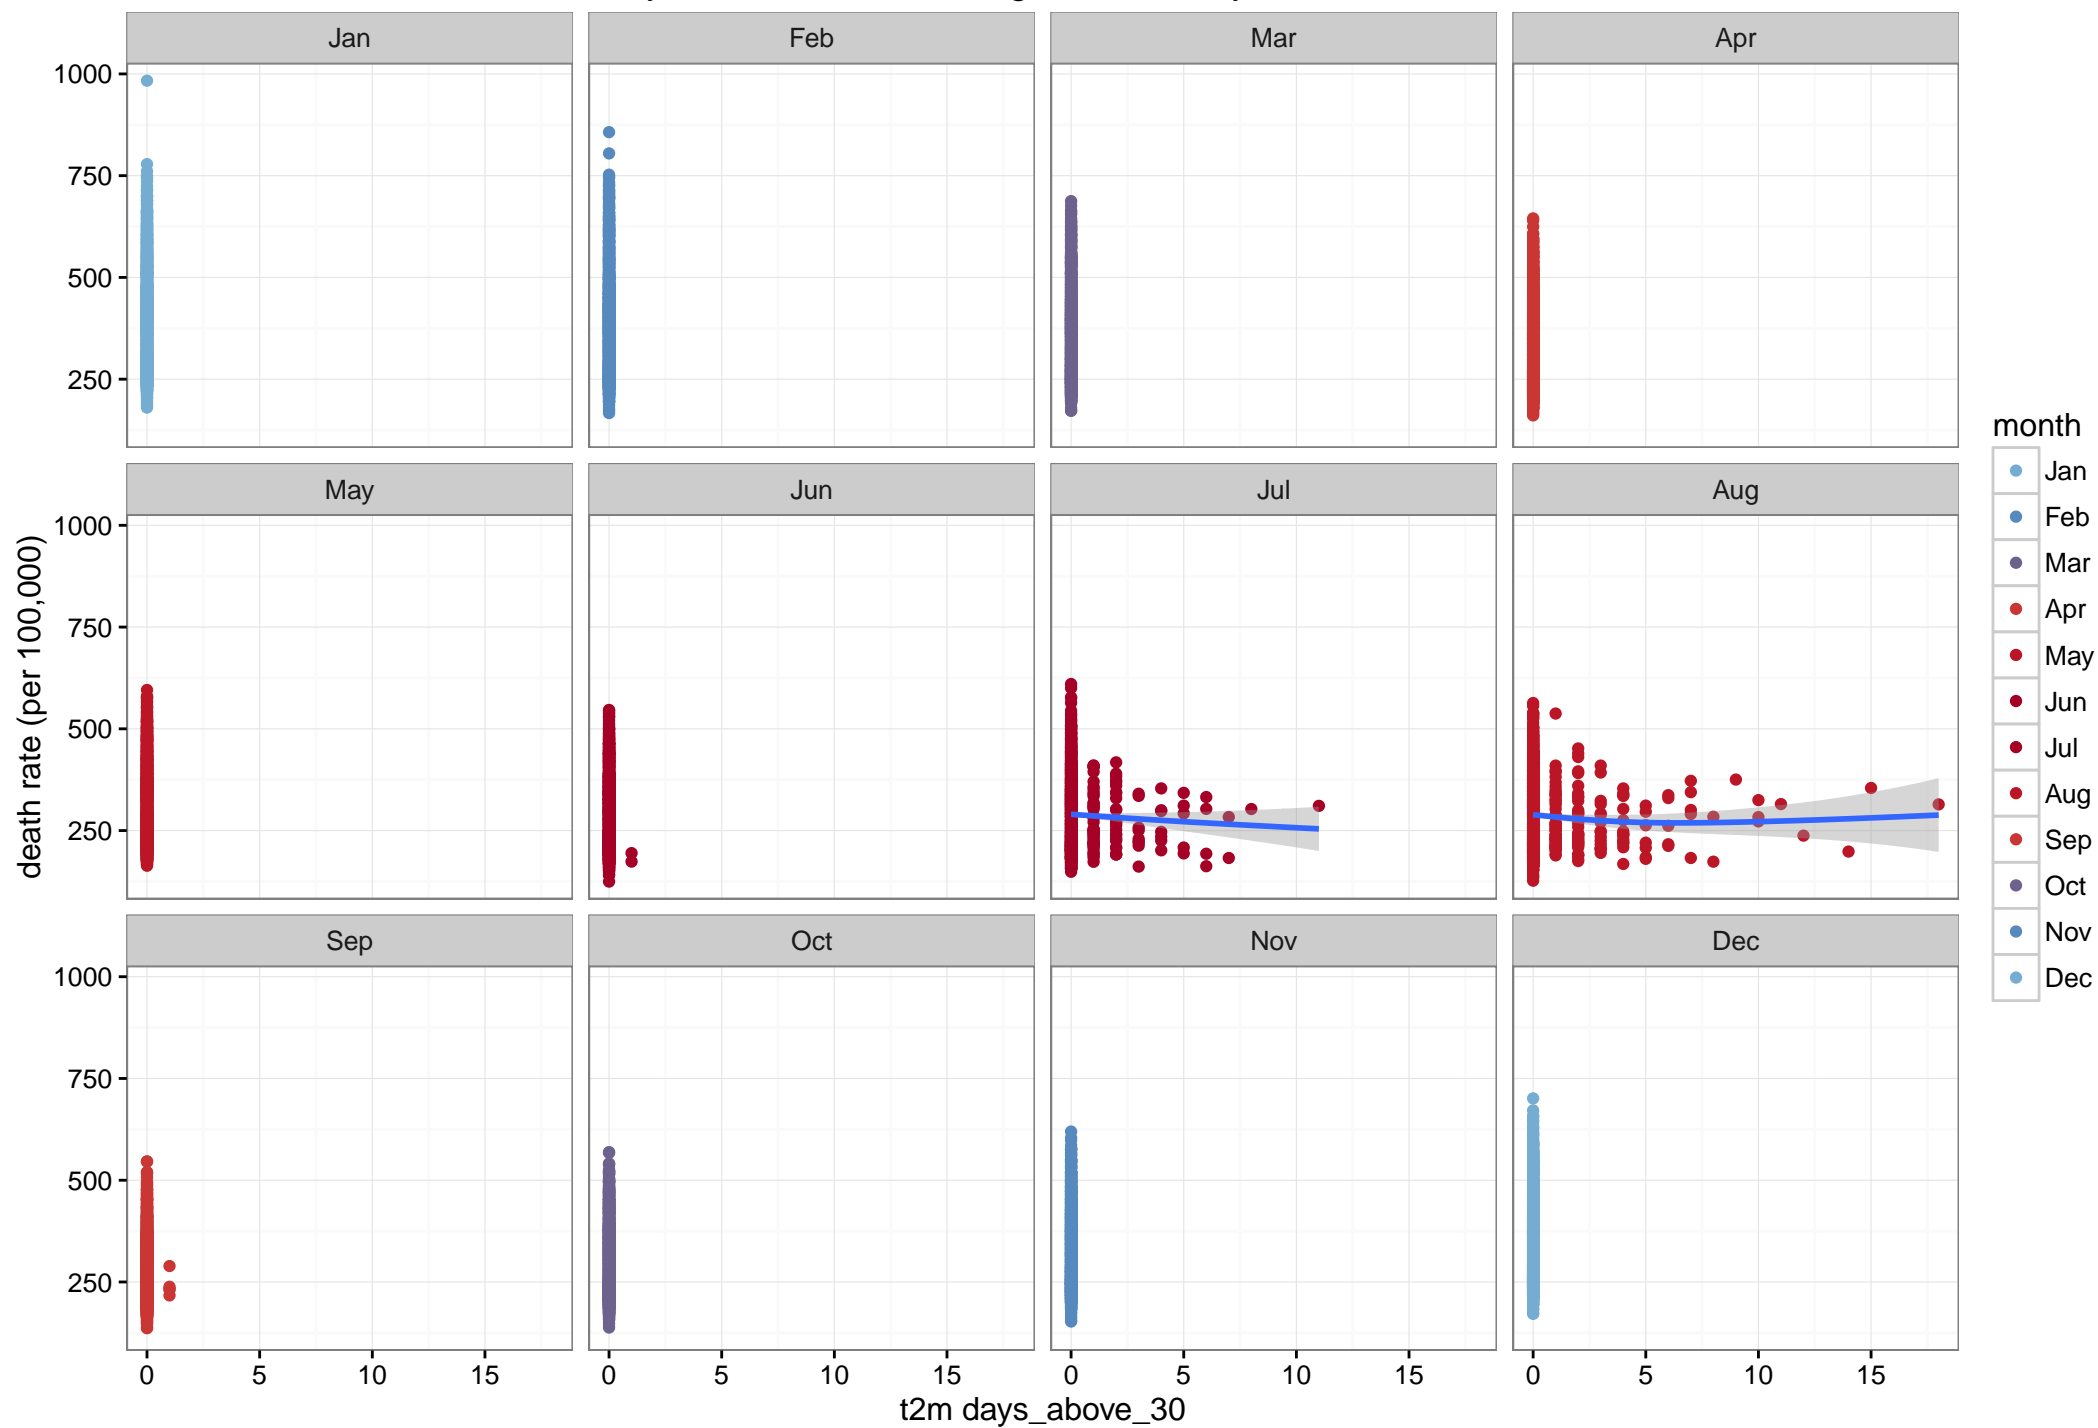 Jan Feb Mar Apr
1000
750
500
250
May Jun Jul Aug
1000
750
500
250
Sep Oct Nov Dec
1000
750
500
250
0 5 10 15 0 5 10 15 0 5 10 15 0 5 10 15
t2m days_above_30
death rate (per 100,000)
month
Jan
Feb
Mar
Apr
May
Jun
Jul
Aug
Sep
Oct
Nov
Dec